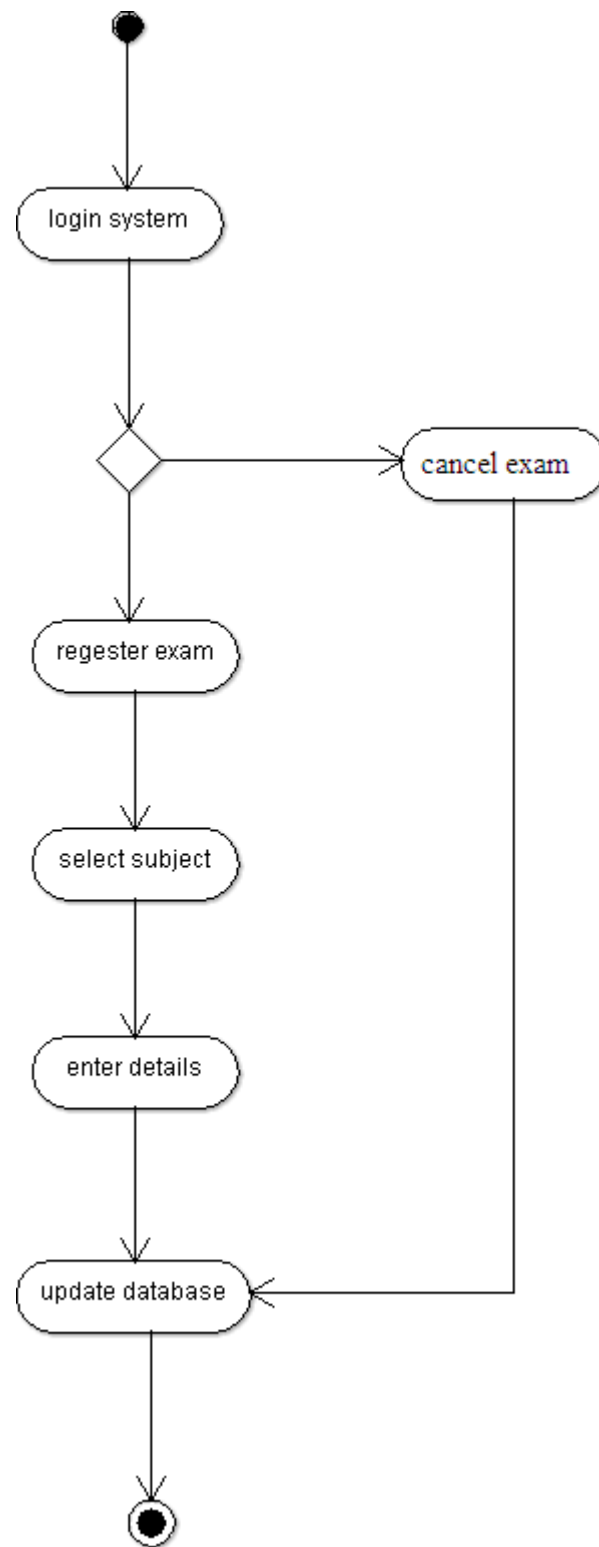 login system
cancel exam
regester exam
select subject
enter details
update database